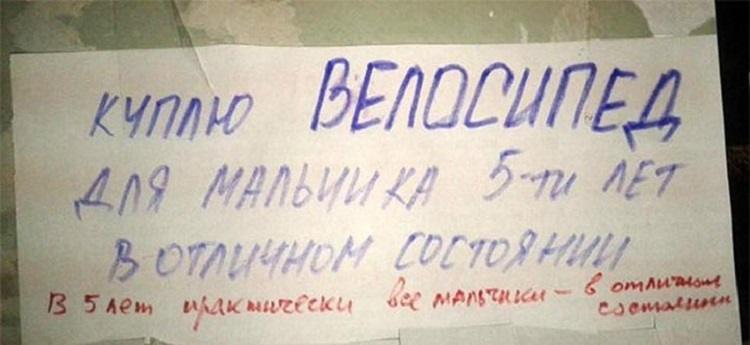 КУПЛЮ ВЕЛОСИПЕД
ДЛЯ МАЛЬЧИКА 5-ТИ ЛЕТ
В ОТЛИЧНОМ СОСТОЯНИИ
В 5 лет практически все мальчики – в отличном
состоянии